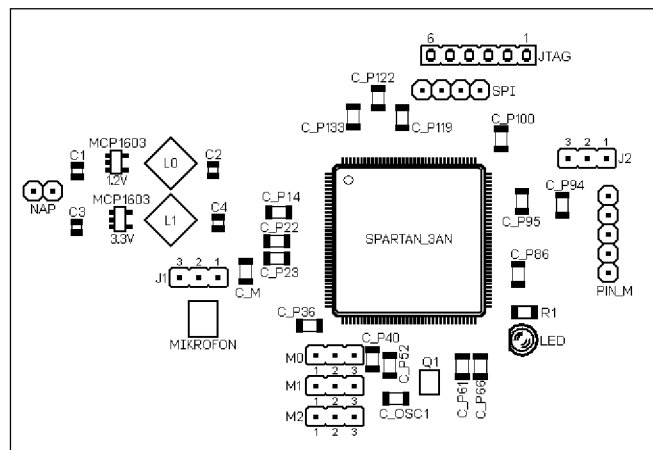 6 1
JTAG
C_P122
SPI
C_P133
C_P119
C_P100
MCP1603
C1
L0
C2
1.2V
3 2 1
J2
NAP
MCP1603
C3
L1
C4
3.3V
C_P14
C_P22
C_P23
SPARTAN_3AN
C_P94
C_P95
C_P86
PIN_M
3 2 1
J1
C_M
MIKROFON
C_P36
R1
LED
M0
1 2 3
M1
1 2 3
M2
1 2 3
C_P40
C_P52
Q1
C_OSC1
C_P61
C_P66